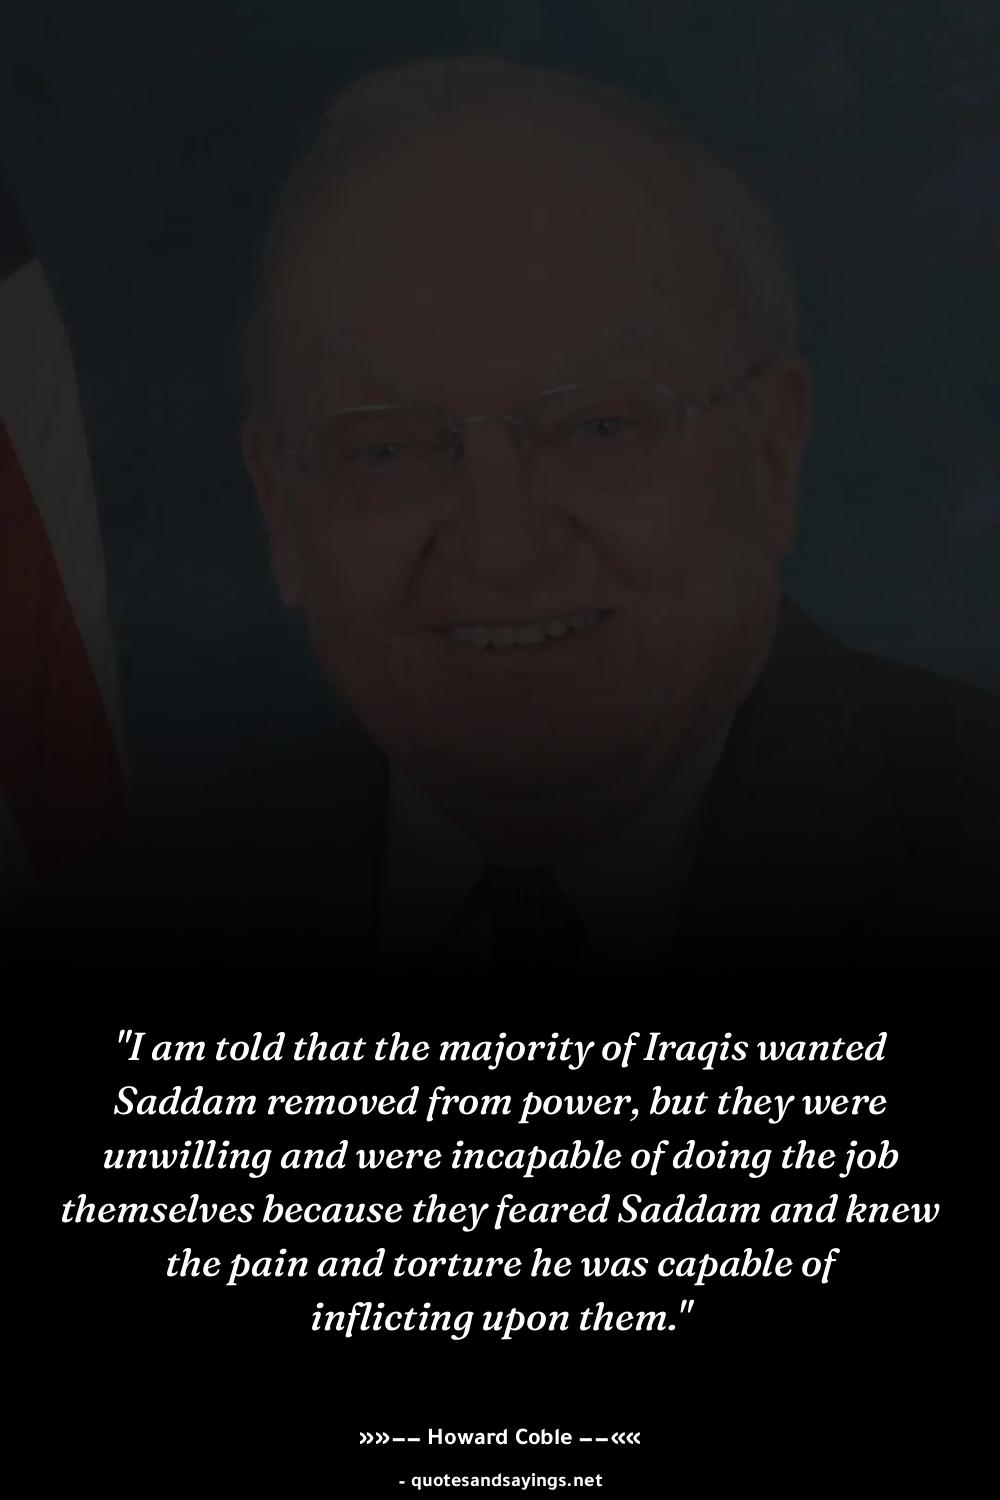 "I am told that the majority of Iraqis wanted
Saddam removed from power, but they were
unwilling and were incapable of doing the job
themselves because they feared Saddam and knew
the pain and torture he was capable of
inflicting upon them."
»»–– Howard Coble ––««
- quotesandsayings.net